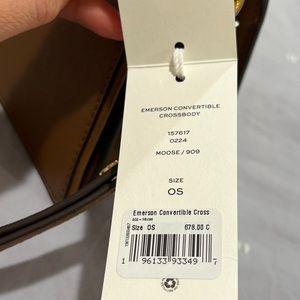 EMERSON CONVERTIBLE
CROSSBODY
157617
0224
MOOSE / 909
SIZE
OS
Emerson Convertible Cross
Size OS 678.00 C
1 96133 93349 7